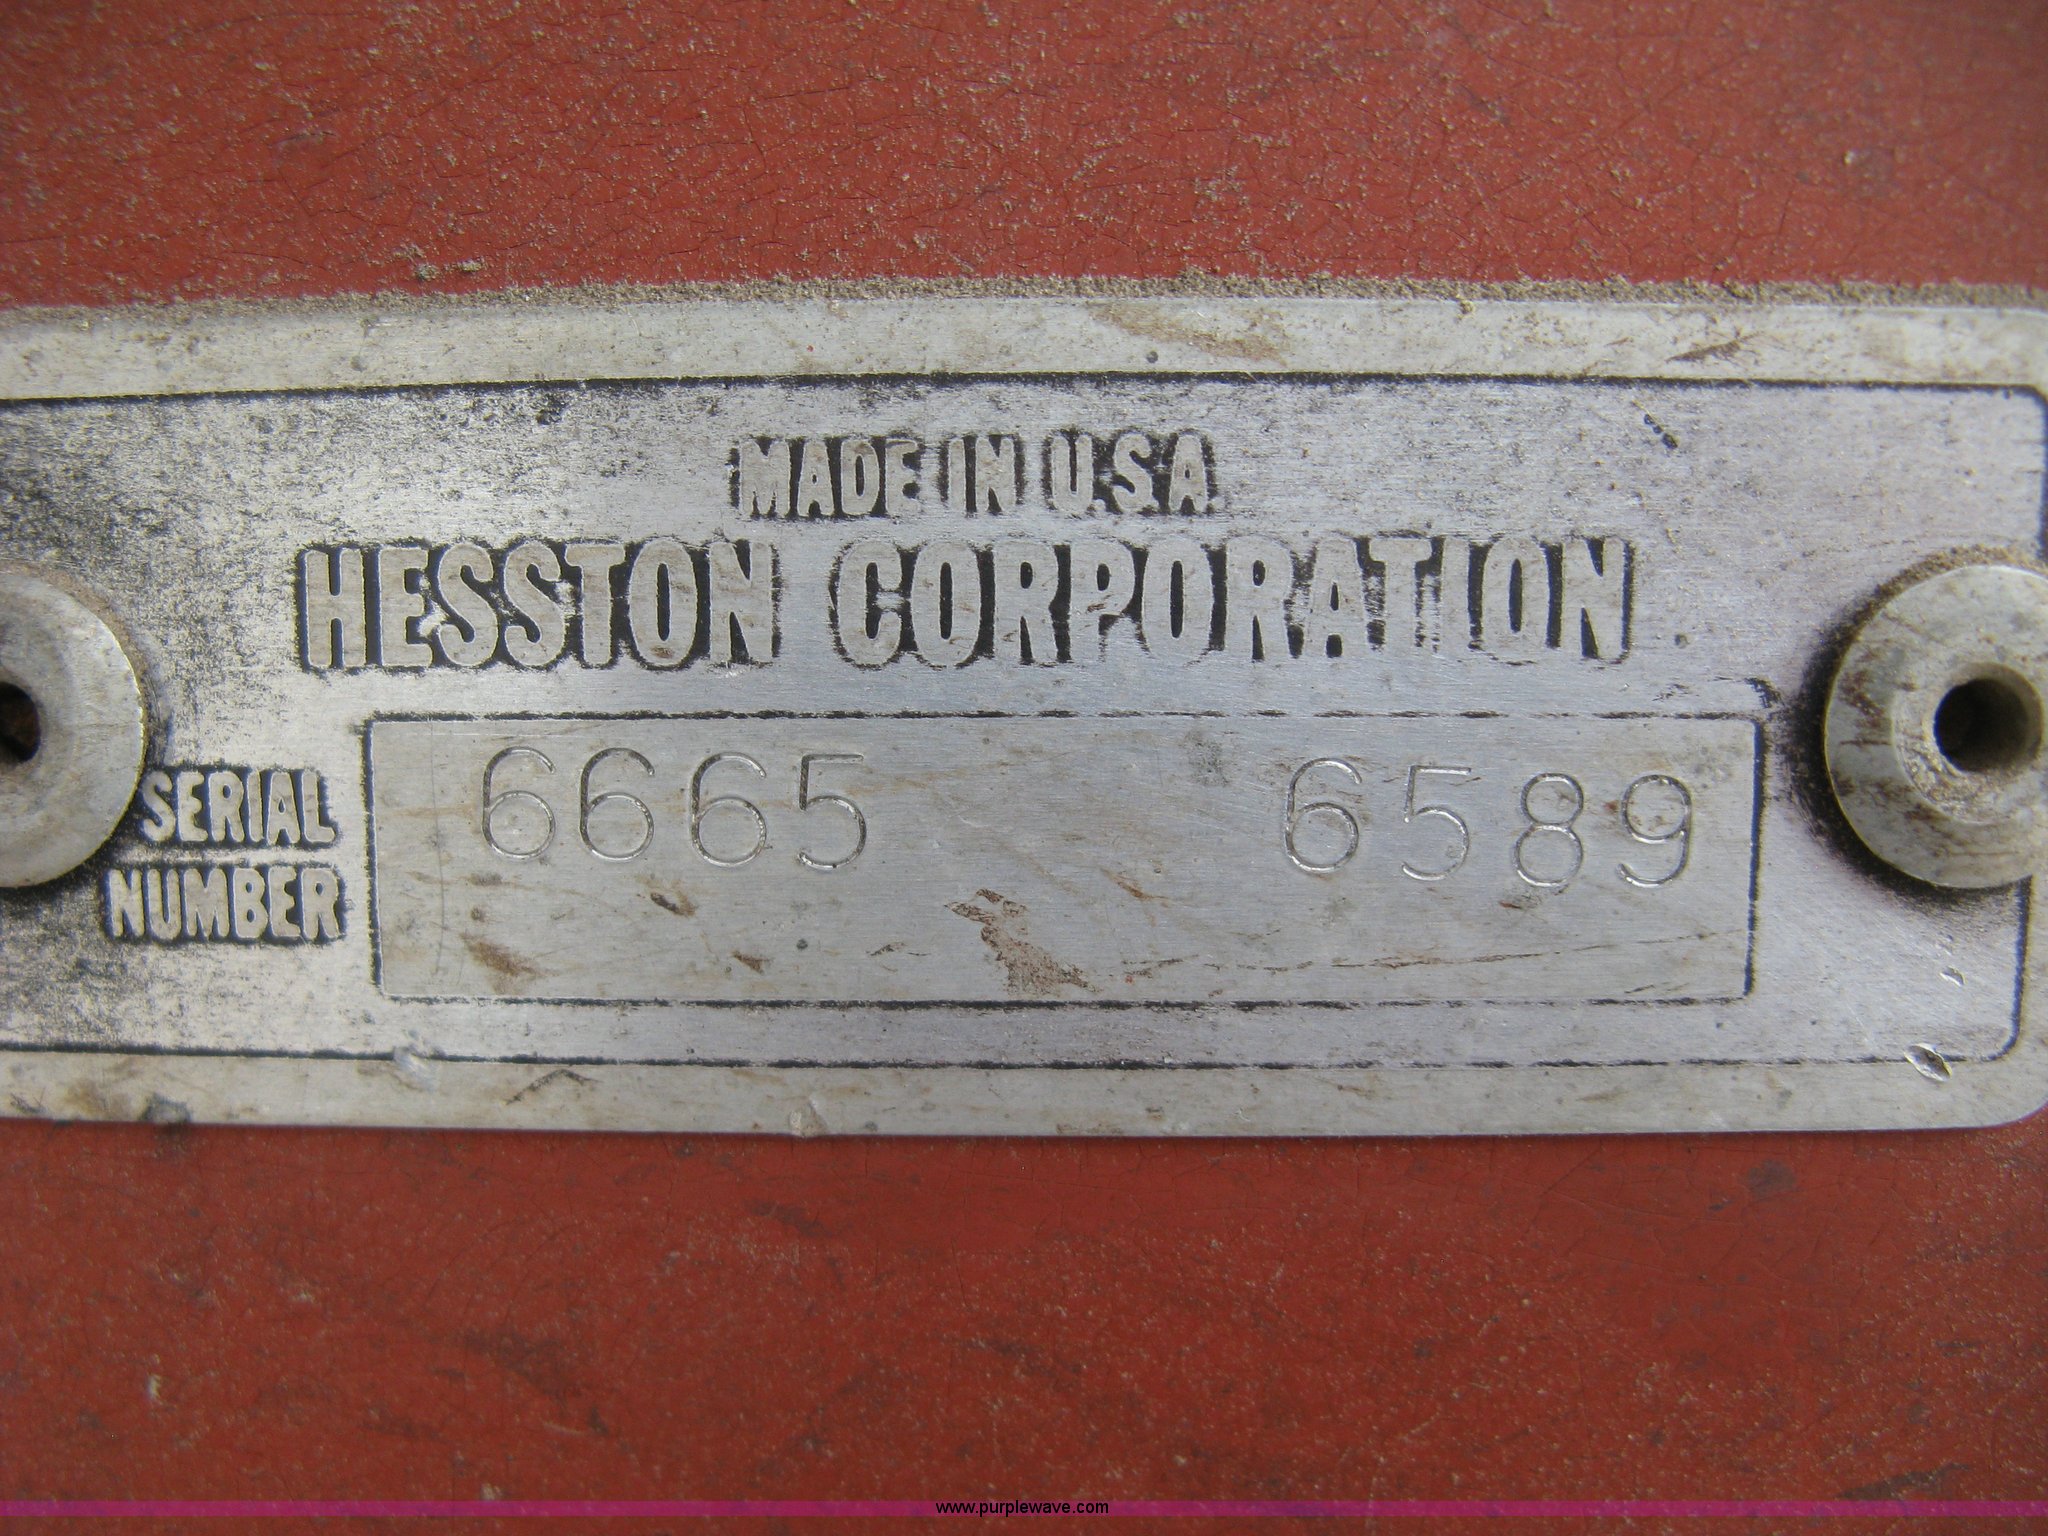 MADE IN U.S.A.
HESSTON CORPORATION
SERIAL
NUMBER
6665 6589
www.purplewave.com